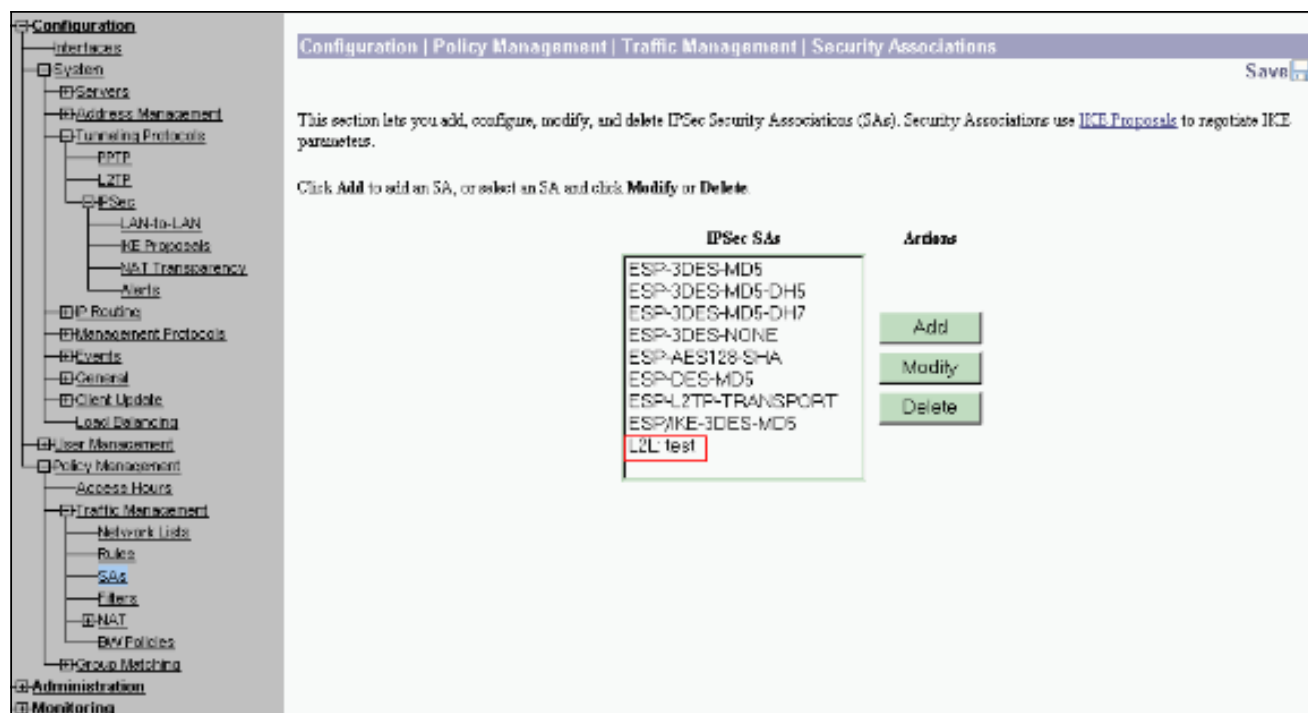 Configuration
Interfaces
System
Servers
Address Management
Tunneling Protocols
PPTP
L2TP
IPSec
LAN-to-LAN
IKE Proposals
NAT Transparency
Alerts
IP Routing
Management Protocols
Events
General
Client Update
Load Balancing
User Management
Policy Management
Access Hours
Traffic Management
Network Lists
Rules
SAs
Filters
NAT
BW Policies
Group Matching
Administration
Monitoring
Configuration | Policy Management | Traffic Management | Security Associations
Save
This section lets you add, configure, modify, and delete IPSec Security Associations (SAs). Security Associations use IKE Proposals to negotiate IKE
parameters.
Click Add to add an SA, or select an SA and click Modify or Delete.
IPSec SAs
Actions
ESP-3DES-MD5
ESP-3DES-MD5-DH5
ESP-3DES-MD5-DH7
ESP-3DES-NONE
ESP-AES128-SHA
ESP-DES-MD5
ESP-L2TP-TRANSPORT
ESP/IKE-3DES-MD5
L2L: test
Add
Modify
Delete